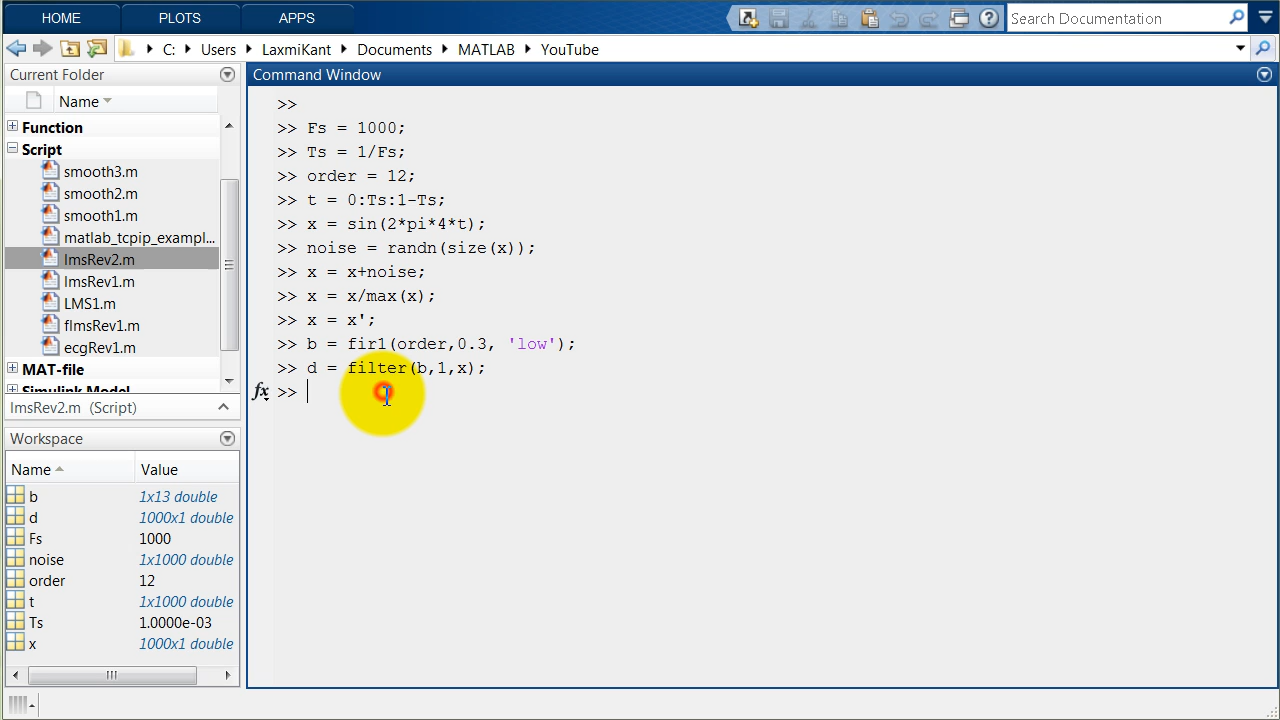 HOME PLOTS APPS Search Documentation
C: Users LaxmiKant Documents MATLAB YouTube
Current Folder
Name
Function
Script
smooth3.m
smooth2.m
smooth1.m
matlab_tcpip_exampl...
lmsRev2.m
lmsRev1.m
LMS1.m
flmsRev1.m
ecgRev1.m
MAT-file
Simulink Model
lmsRev2.m (Script)
Workspace
Name Value
b 1x13 double
d 1000x1 double
Fs 1000
noise 1x1000 double
order 12
t 1x1000 double
Ts 1.0000e-03
x 1000x1 double
Command Window
>>
>> Fs = 1000;
>> Ts = 1/Fs;
>> order = 12;
>> t = 0:Ts:1-Ts;
>> x = sin(2*pi*4*t);
>> noise = randn(size(x));
>> x = x+noise;
>> x = x/max(x);
>> x = x';
>> b = fir1(order,0.3, 'low');
>> d = filter(b,1,x);
fx >>